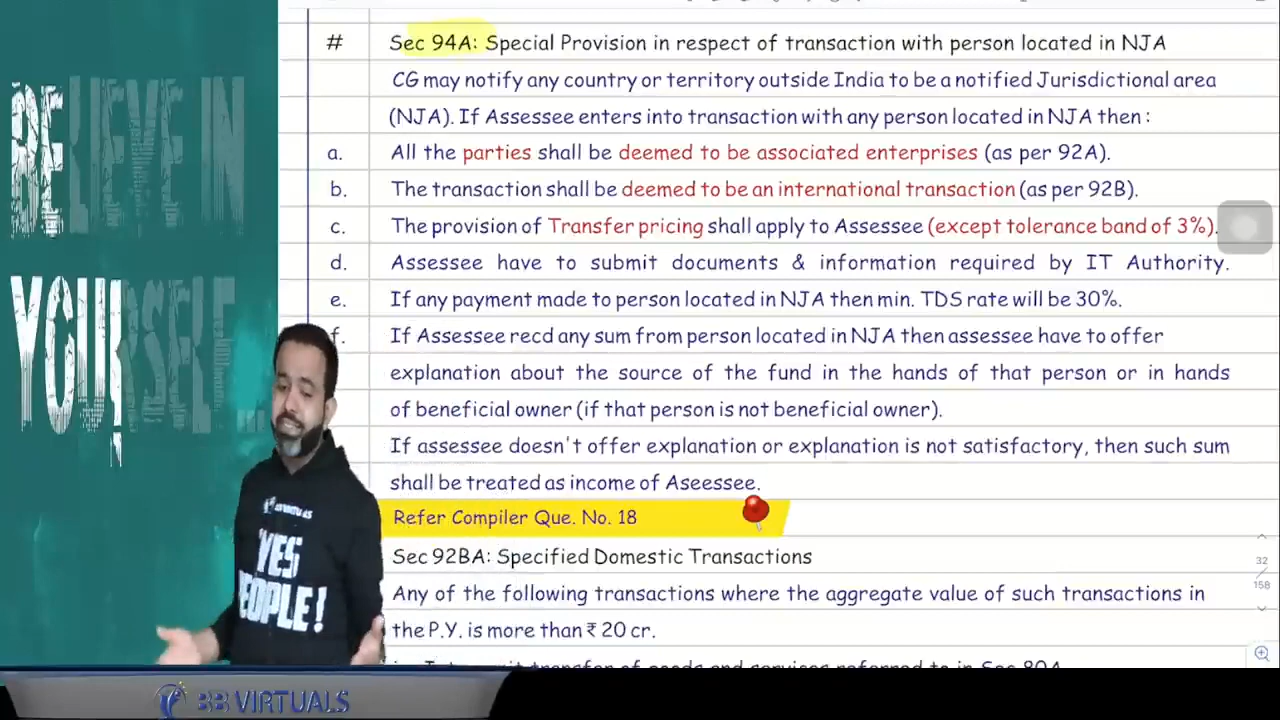 BELIEVE IN
# Sec 94A: Special Provision in respect of transaction with person located in NJA
CG may notify any country or territory outside India to be a notified Jurisdictional area
(NJA). If Assessee enters into transaction with any person located in NJA then :
a. All the parties shall be deemed to be associated enterprises (as per 92A).
b. The transaction shall be deemed to be an international transaction (as per 92B).
c. The provision of Transfer pricing shall apply to Assessee (except tolerance band of 3%).
d. Assessee have to submit documents & information required by IT Authority.
e. If any payment made to person located in NJA then min. TDS rate will be 30%.
f. If Assessee recd any sum from person located in NJA then assessee have to offer
explanation about the source of the fund in the hands of that person or in hands
of beneficial owner (if that person is not beneficial owner).
If assessee doesn't offer explanation or explanation is not satisfactory, then such sum
shall be treated as income of Aseessee.
Refer Compiler Que. No. 18
Sec 92BA: Specified Domestic Transactions
Any of the following transactions where the aggregate value of such transactions in
the P.Y. is more than ₹ 20 cr.
YOURSELF...
BB VIRTUALS
YES
PEOPLE!
32
158
BB VIRTUALS